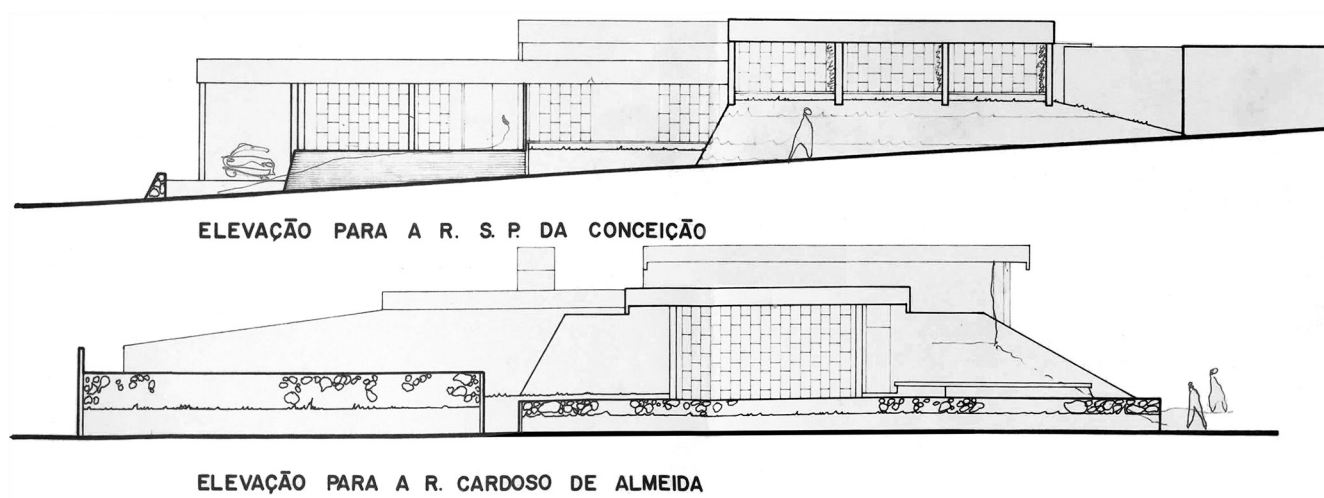 ELEVAÇÃO PARA A R. S. P. DA CONCEIÇÃO
ELEVAÇÃO PARA A R. CARDOSO DE ALMEIDA